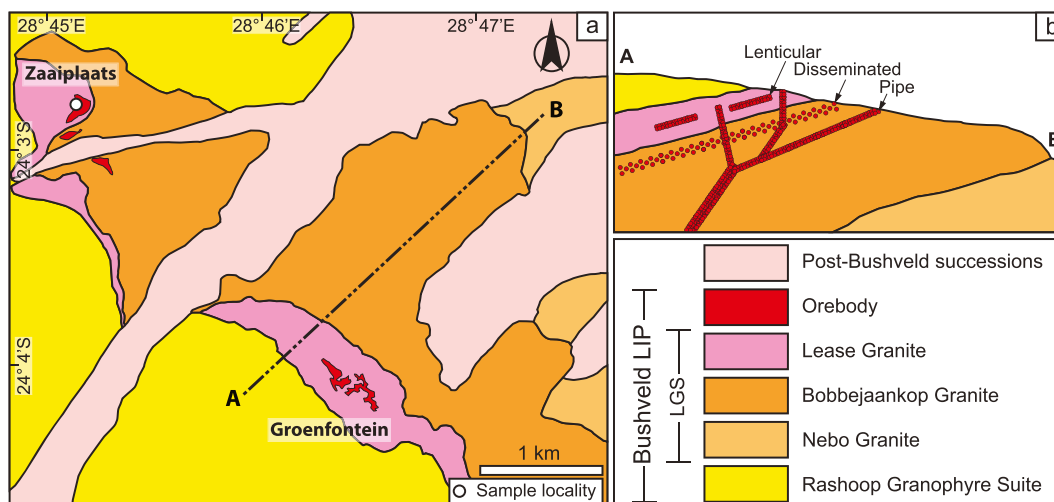 28°45’E
28°46’E
28°47’E
a
Zaaiplaats
24°3’S
B
A
24°4’S
Groenfontein
1 km
Sample locality
b
A
Lenticular
Disseminated
Pipe
Bushveld LIP
LGS
Post-Bushveld successions
Orebody
Lease Granite
Bobbejaankop Granite
Nebo Granite
Rashoop Granophyre Suite